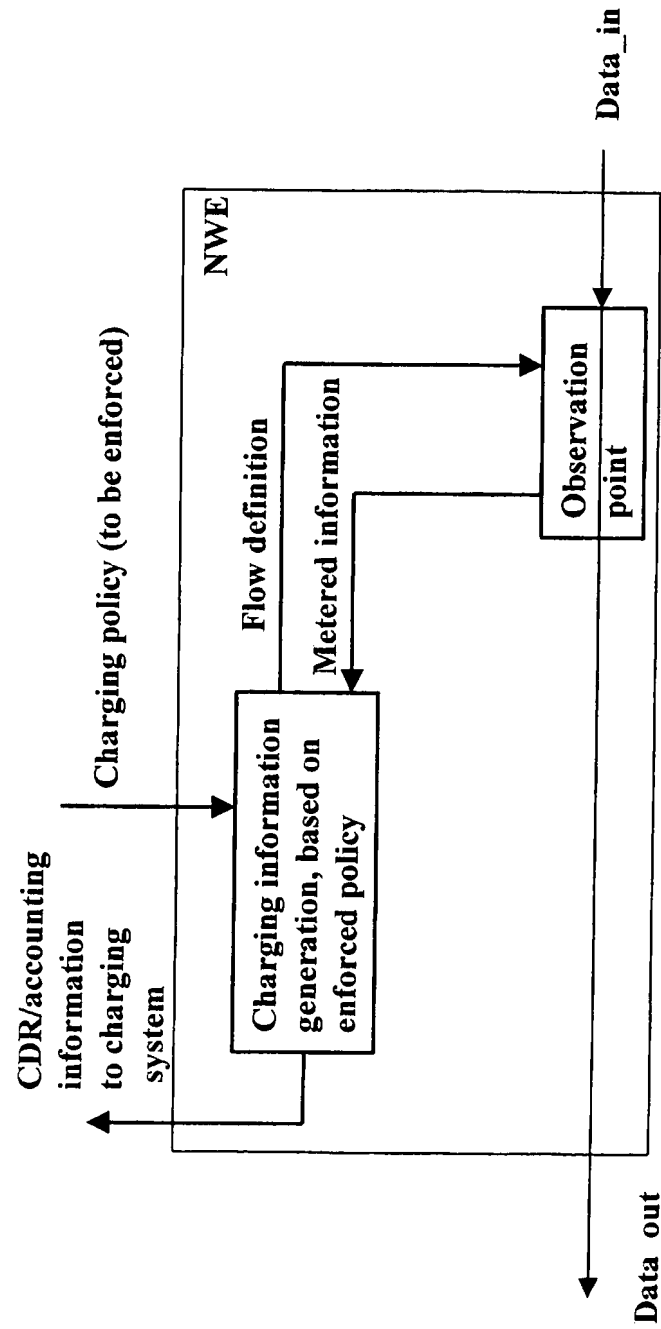 CDR/accounting
information
to charging
system
Charging policy (to be enforced)
NWE
Charging information
generation, based on
enforced policy
Flow definition
Metered information
Observation
point
Data_in
Data out